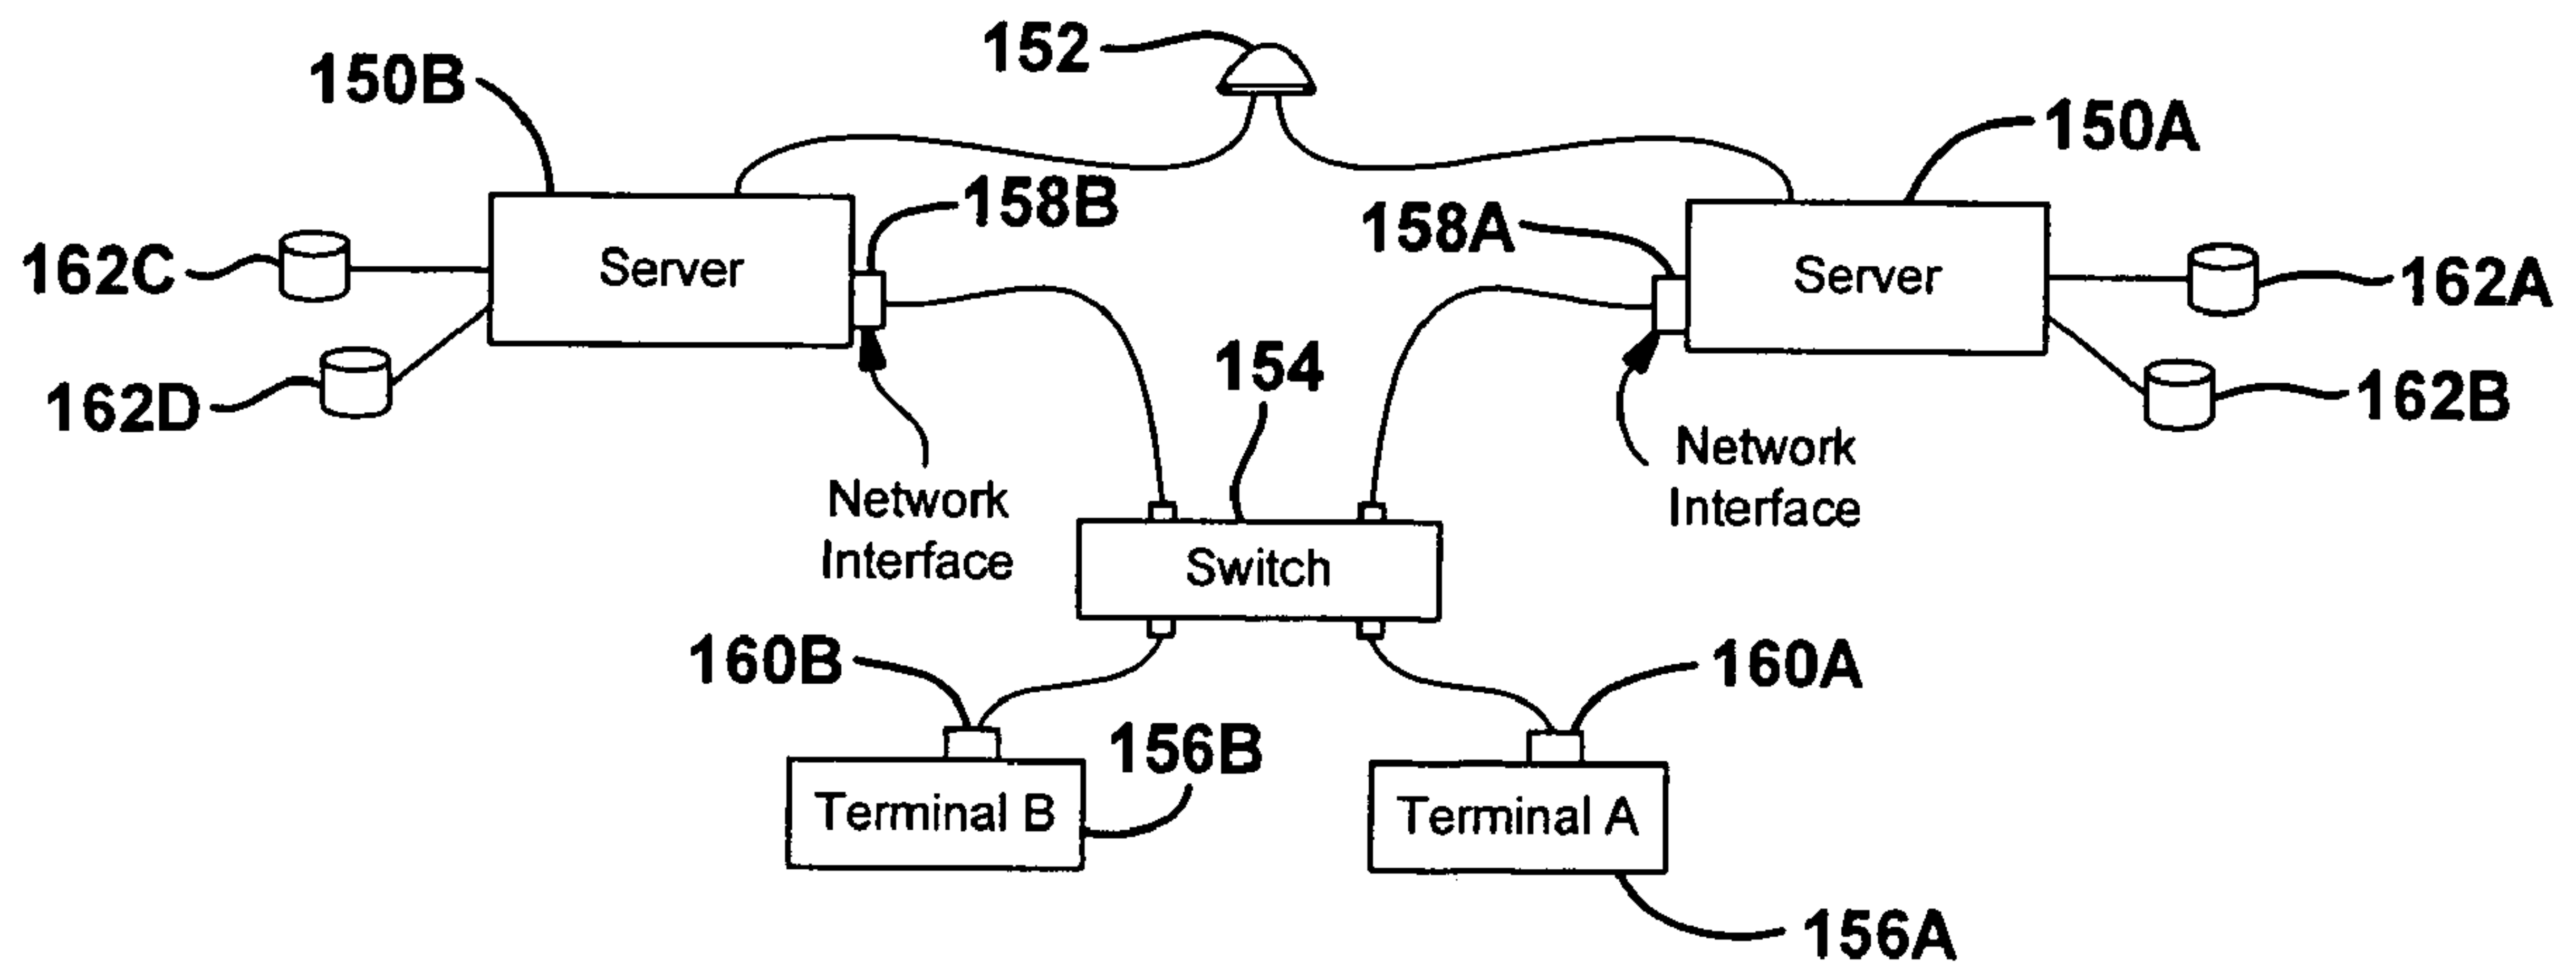 152
150B
150A
158B
158A
Server
Server
162C
162A
154
162D
162B
Network
Interface
Network
Interface
Switch
160B
160A
156B
Terminal B
Terminal A
156A